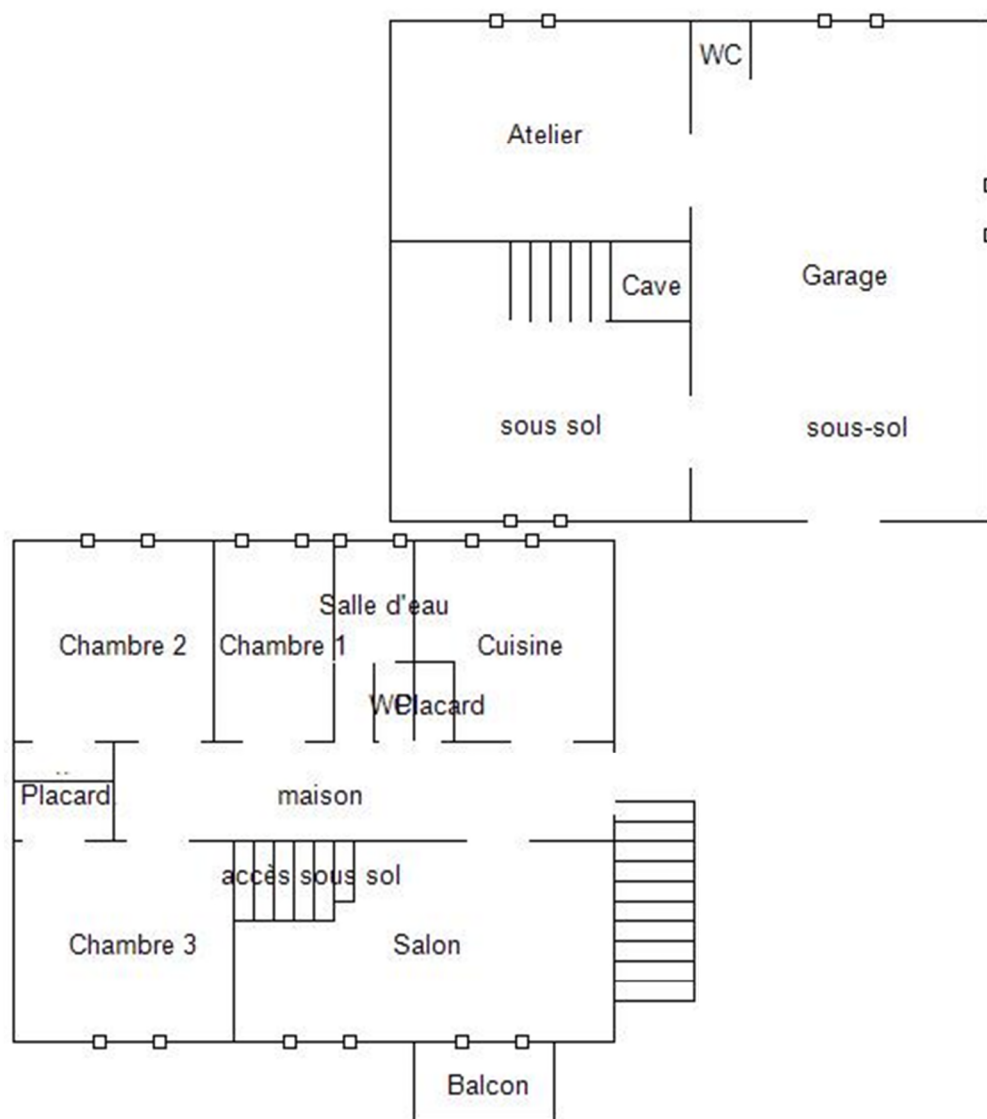 WC
Atelier
Cave
Garage
sous sol
sous-sol
Salle d'eau
Chambre 2
Chambre 1
Cuisine
WC
Placard
Placard
maison
accès sous sol
Chambre 3
Salon
Balcon